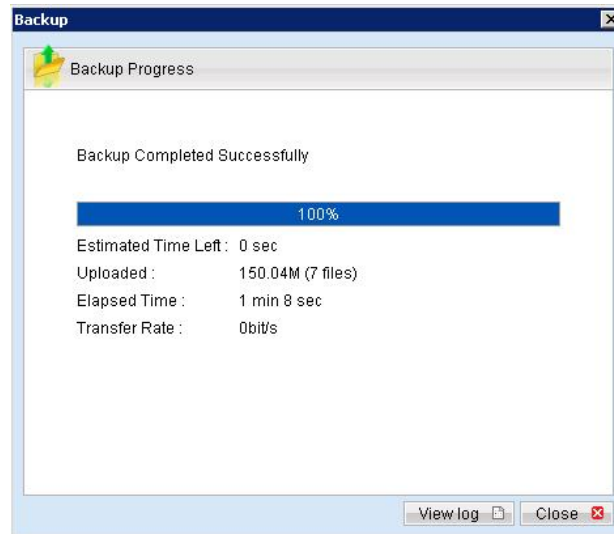 Backup
Backup Progress
Backup Completed Successfully
100%
Estimated Time Left : 0 sec
Uploaded : 150.04M (7 files)
Elapsed Time : 1 min 8 sec
Transfer Rate : 0bit/s
View log Close